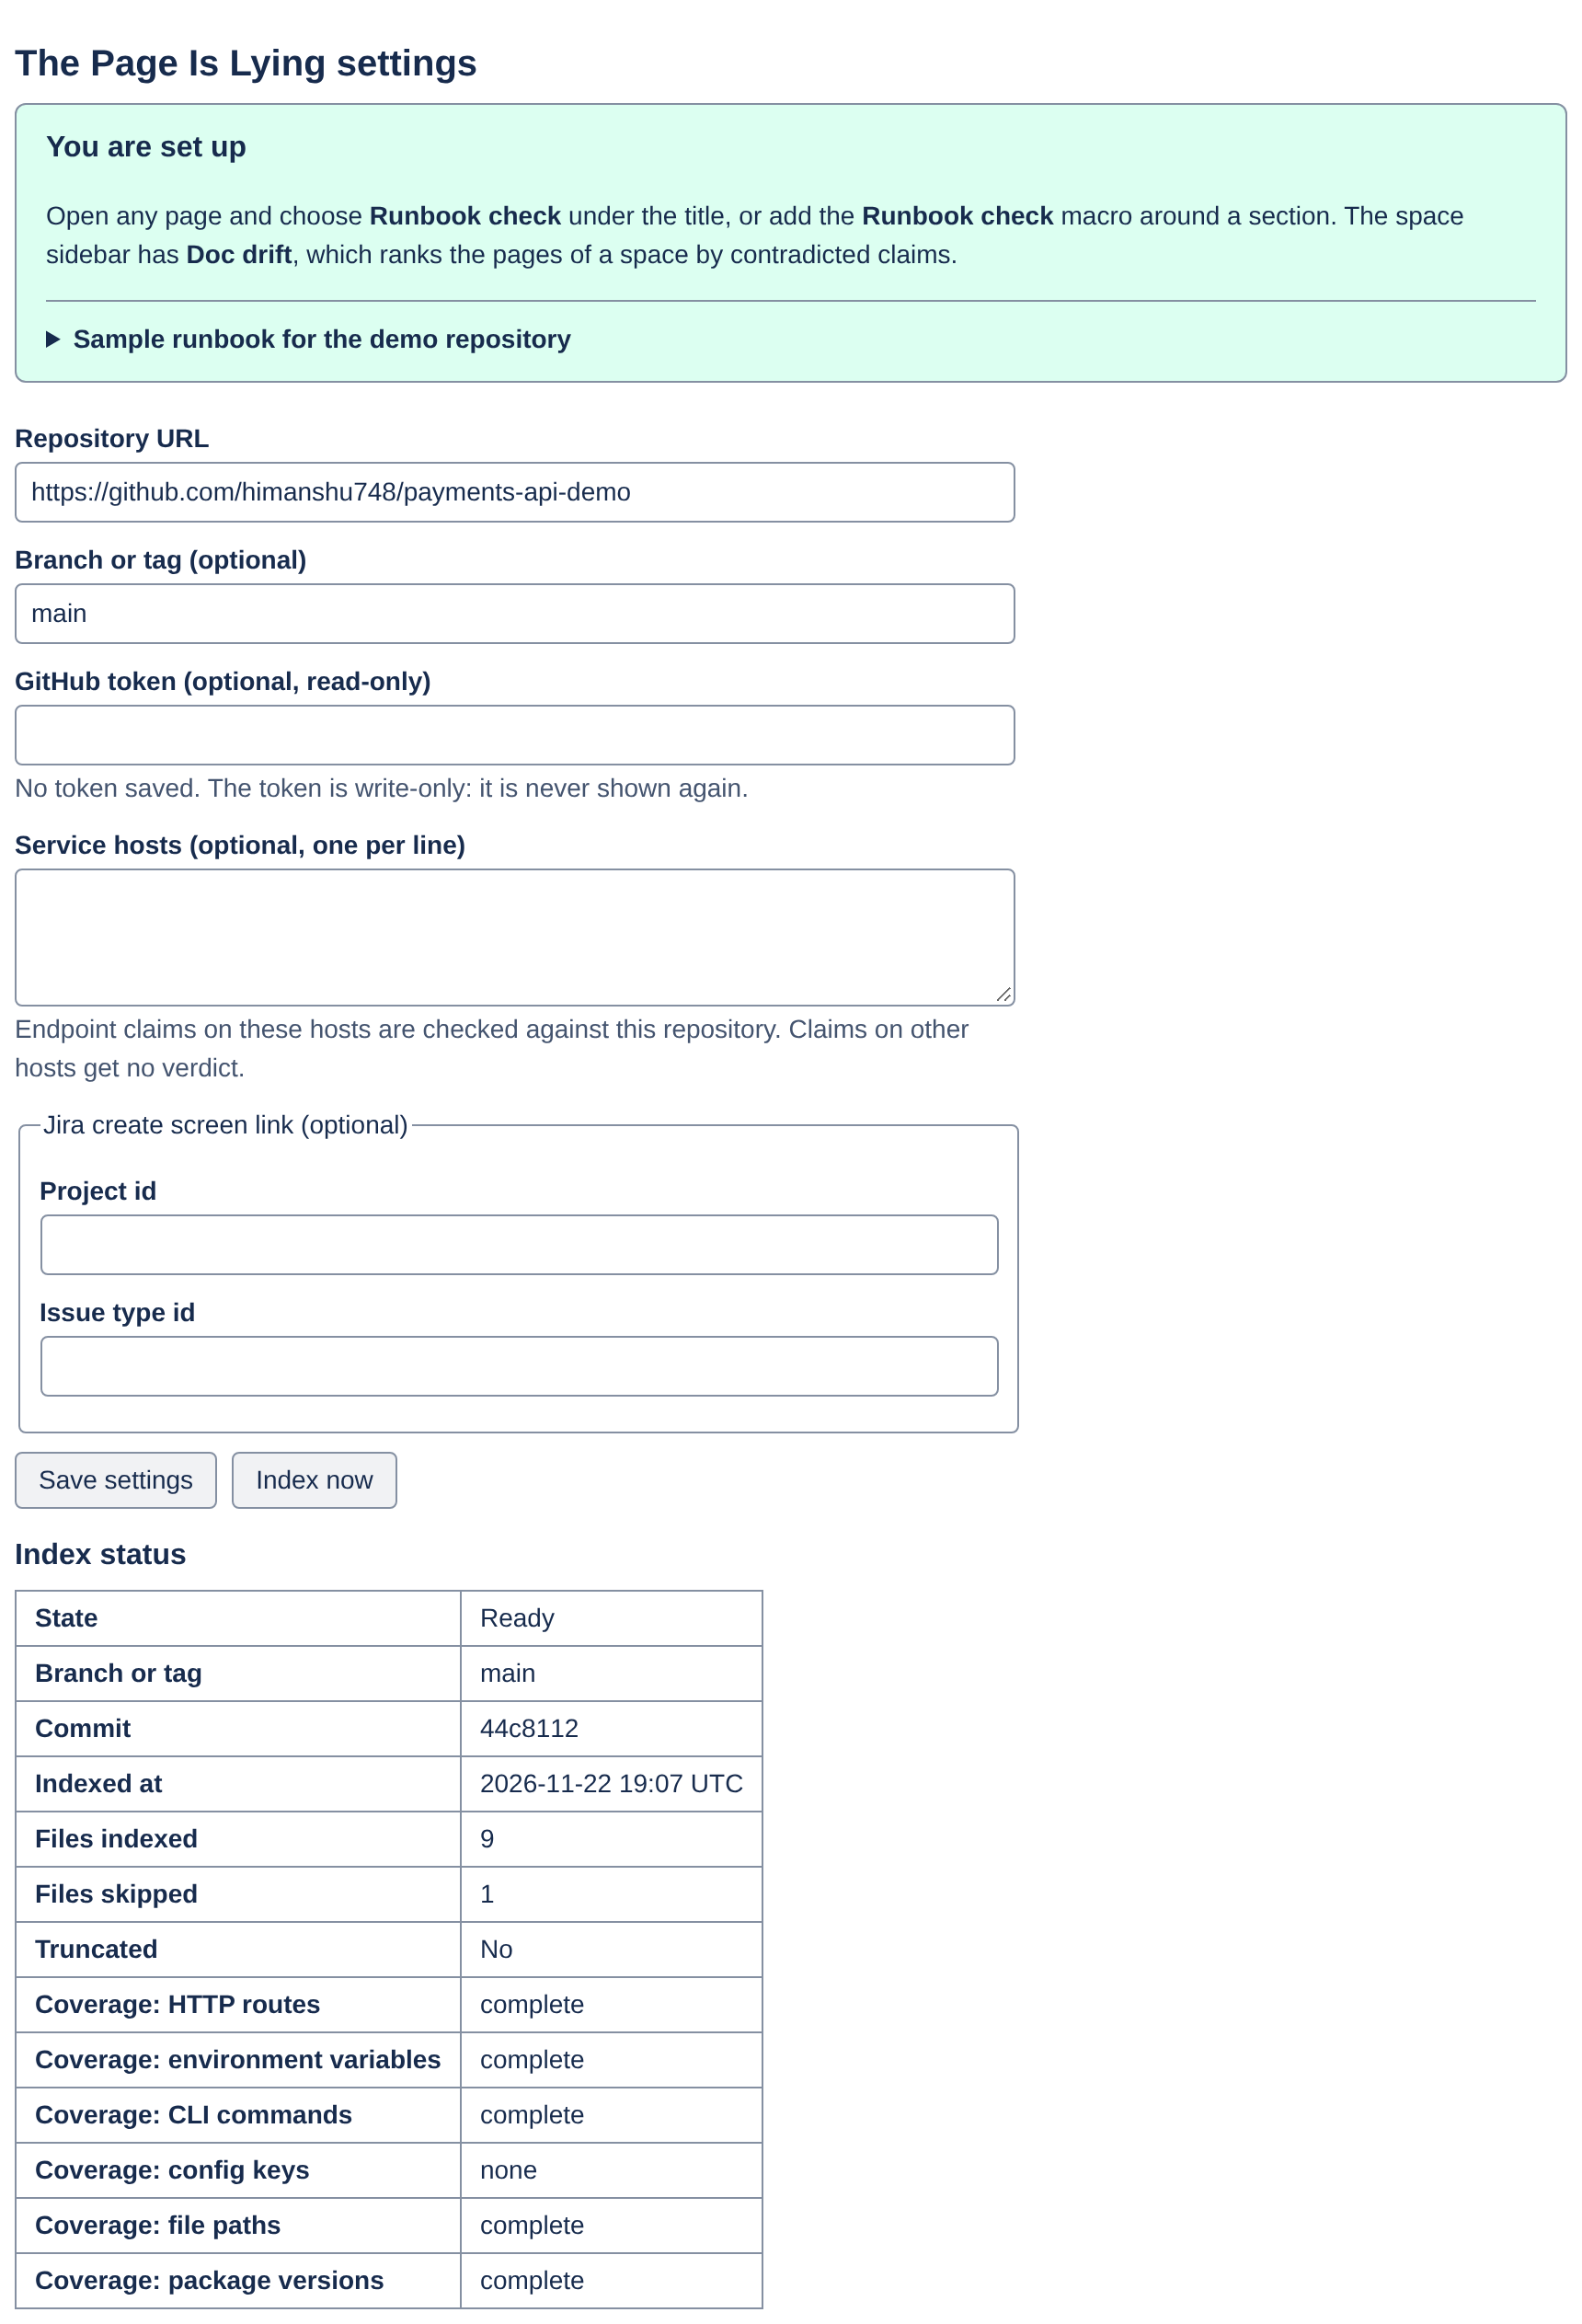 The Page Is Lying settings
You are set up
Open any page and choose Runbook check under the title, or add the Runbook check macro around a section. The space
sidebar has Doc drift, which ranks the pages of a space by contradicted claims.
Sample runbook for the demo repository
Repository URL
https://github.com/himanshu748/payments-api-demo
Branch or tag (optional)
main
GitHub token (optional, read-only)
No token saved. The token is write-only: it is never shown again.
Service hosts (optional, one per line)
Endpoint claims on these hosts are checked against this repository. Claims on other
hosts get no verdict.
Jira create screen link (optional)
Project id
Issue type id
Save settings Index now
Index status
State Ready
Branch or tag main
Commit 44c8112
Indexed at 2026-11-22 19:07 UTC
Files indexed 9
Files skipped 1
Truncated No
Coverage: HTTP routes complete
Coverage: environment variables complete
Coverage: CLI commands complete
Coverage: config keys none
Coverage: file paths complete
Coverage: package versions complete